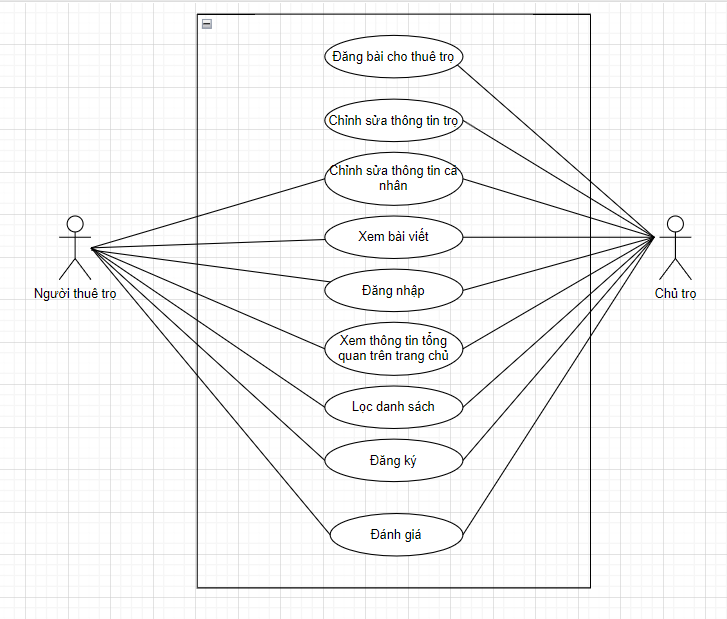 Đăng bài cho thuê trọ
Chỉnh sửa thông tin trọ
Chỉnh sửa thông tin cá
nhân
Xem bài viết
Đăng nhập
Xem thông tin tổng
quan trên trang chủ
Lọc danh sách
Đăng ký
Đánh giá
Người thuê trọ
Chủ trọ